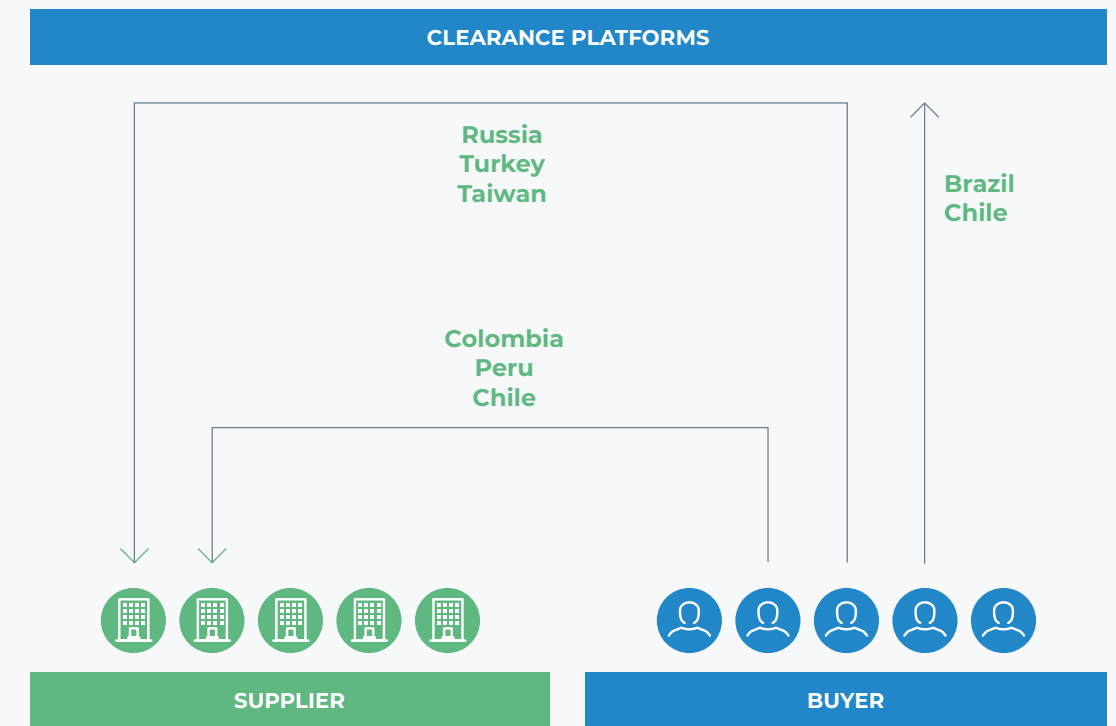 CLEARANCE PLATFORMS
Russia
Turkey
Taiwan
Brazil
Chile
Colombia
Peru
Chile
SUPPLIER
BUYER